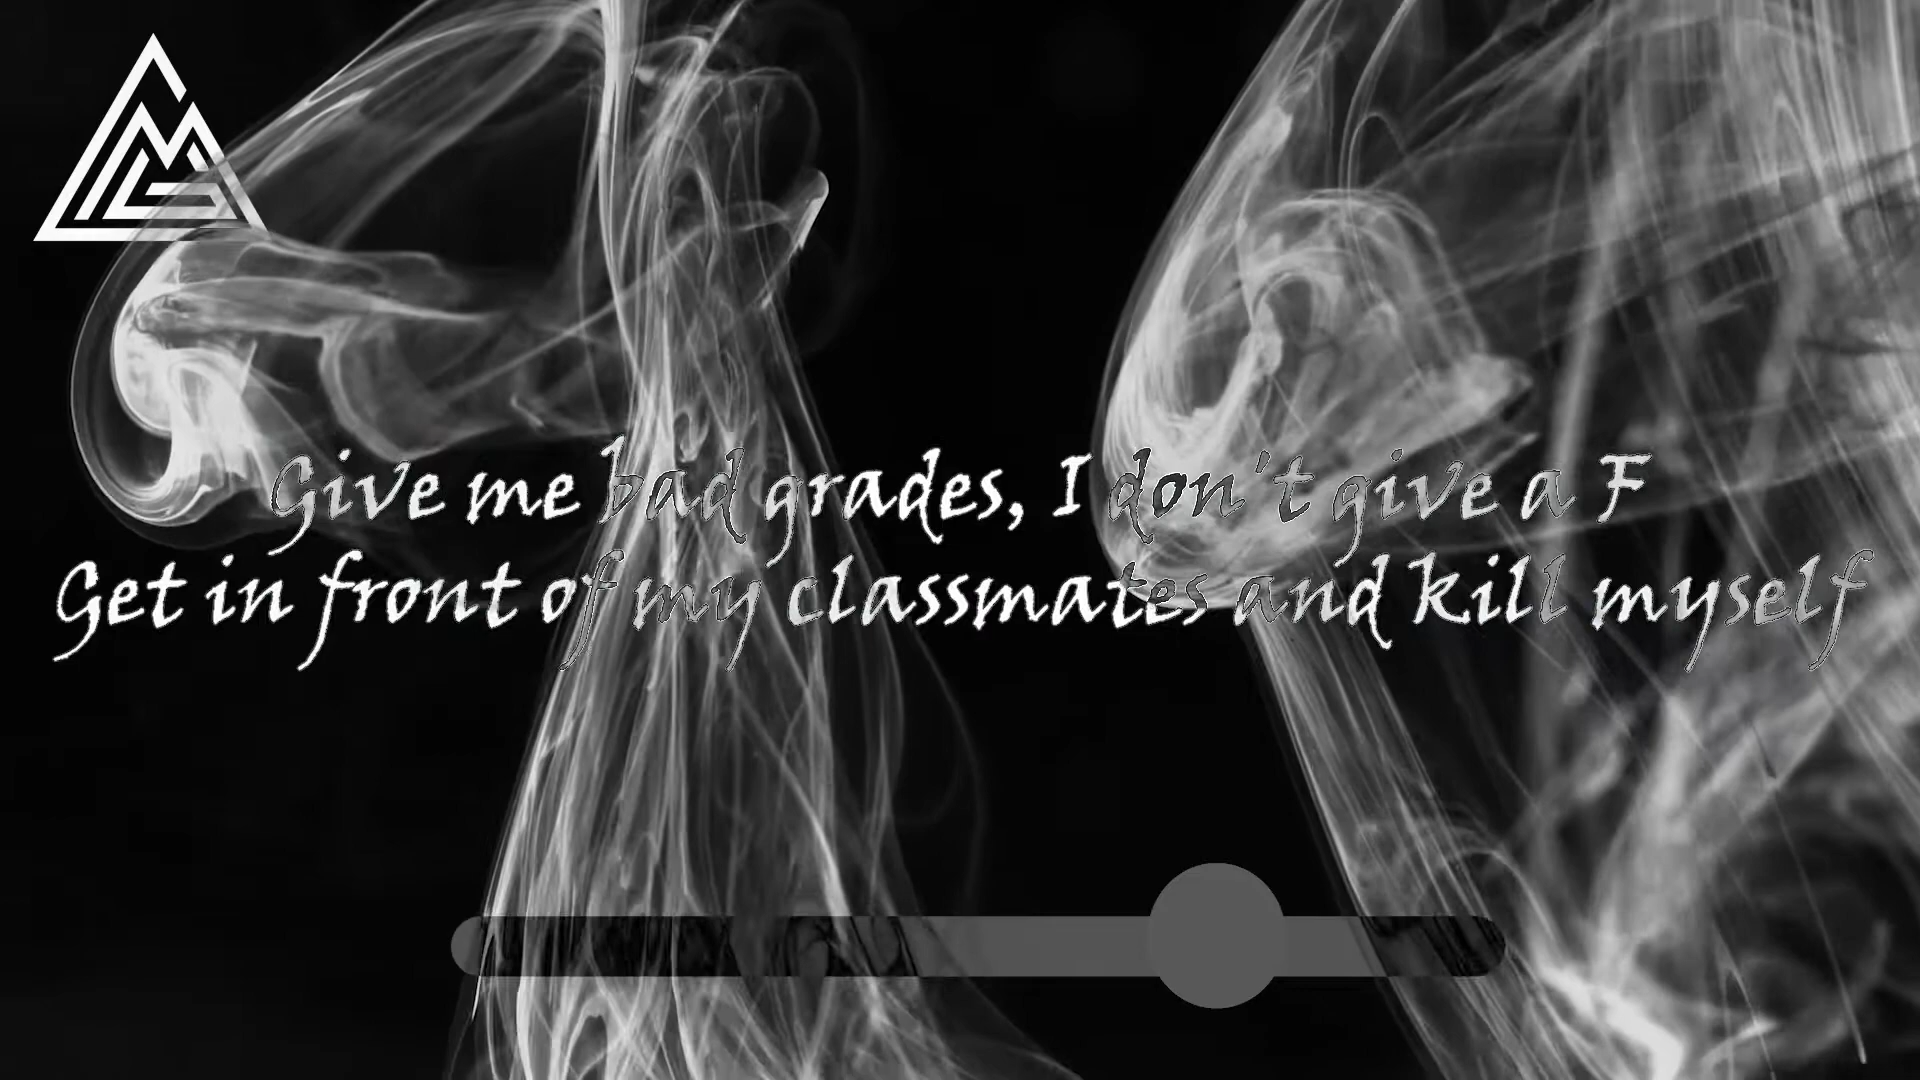 Give me bad grades, I don't give a F
Get in front of my classmates and kill myself